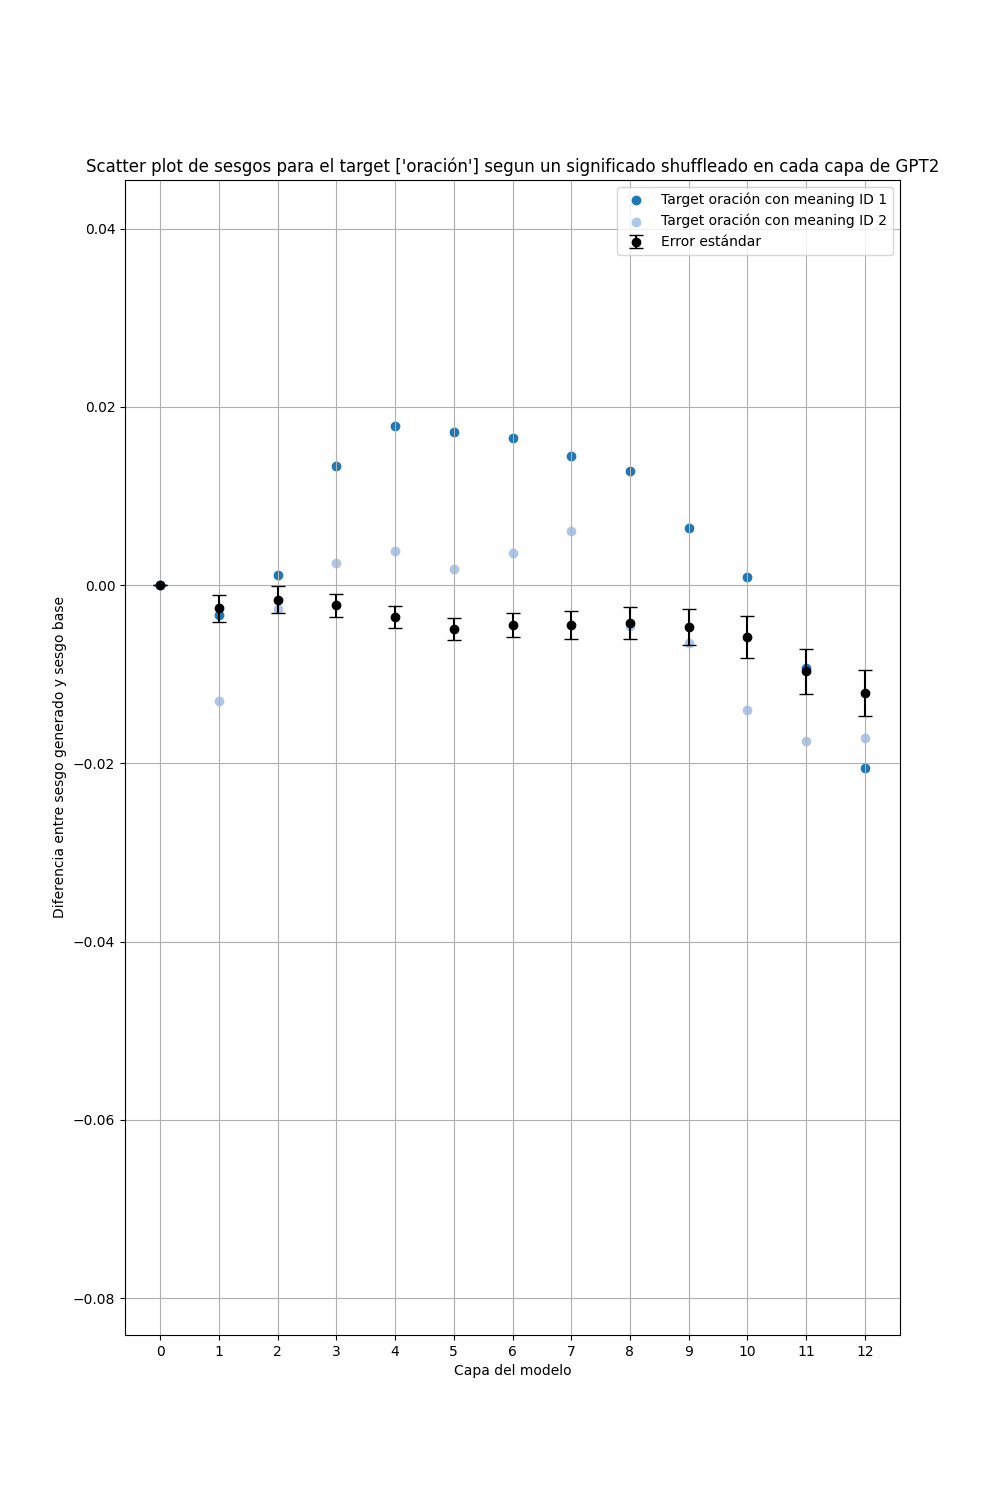 Scatter plot de sesgos para el target ['oración'] segun un significado shuffleado en cada capa de GPT2
Target oración con meaning ID 1
Target oración con meaning ID 2
Error estándar
0.04
0.02
0.00
−0.02
−0.04
−0.06
−0.08
Diferencia entre sesgo generado y sesgo base
0 1 2 3 4 5 6 7 8 9 10 11 12
Capa del modelo